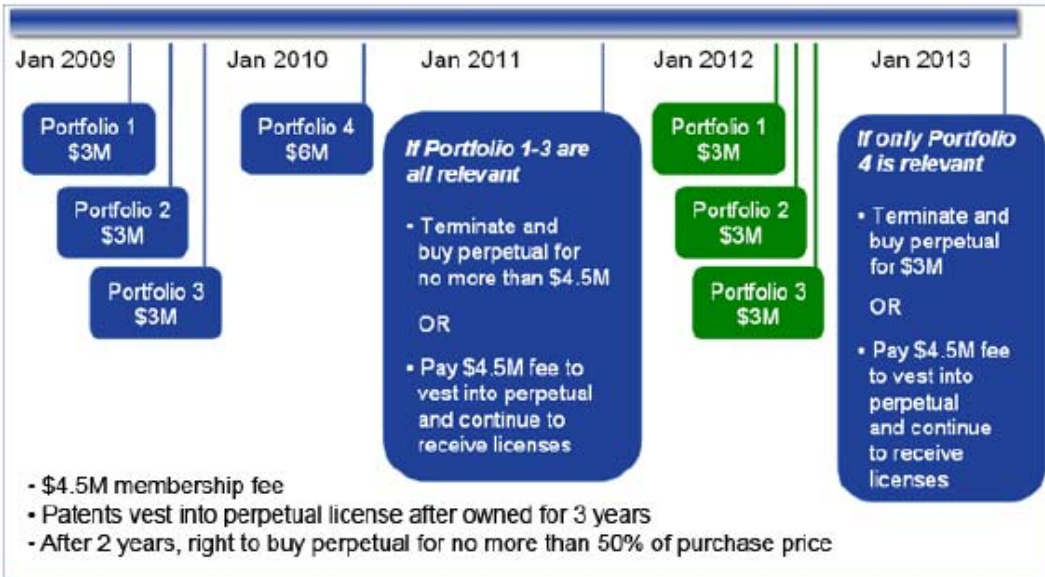 Jan 2009
Jan 2010
Jan 2011
Jan 2012
Jan 2013
Portfolio 1
$3M
Portfolio 2
$3M
Portfolio 3
$3M
Portfolio 4
$6M
If Portfolio 1-3 are
all relevant
• Terminate and
buy perpetual for
no more than $4.5M
OR
• Pay $4.5M fee to
vest into perpetual
and continue to
receive licenses
Portfolio 1
$3M
Portfolio 2
$3M
Portfolio 3
$3M
If only Portfolio
4 is relevant
• Terminate and
buy perpetual
for $3M
OR
• Pay $4.5M fee
to vest into
perpetual
and continue
to receive
licenses
- $4.5M membership fee
- Patents vest into perpetual license after owned for 3 years
- After 2 years, right to buy perpetual for no more than 50% of purchase price